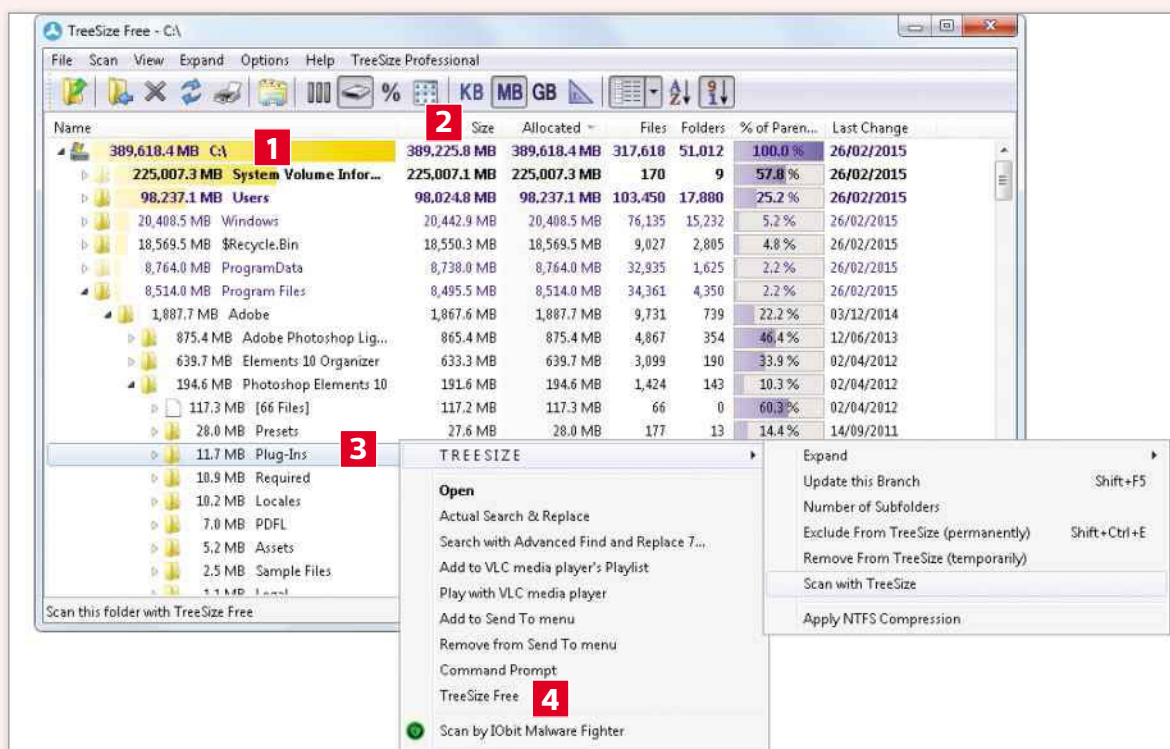 TreeSize Free - C:\
File Scan View Expand Options Help TreeSize Professional
% KB MB GB
Name 2 Size Allocated Files Folders % of Paren... Last Change
389,618.4 MB C:\ 1 389,225.8 MB 389,618.4 MB 317,618 51,012 100.0 % 26/02/2015
225,007.3 MB System Volume Infor... 225,007.1 MB 225,007.3 MB 170 9 57.8 % 26/02/2015
98,237.1 MB Users 98,024.8 MB 98,237.1 MB 103,450 17,880 25.2 % 26/02/2015
20,408.5 MB Windows 20,442.9 MB 20,408.5 MB 76,135 15,232 5.2 % 26/02/2015
18,569.5 MB $Recycle.Bin 18,550.3 MB 18,569.5 MB 9,027 2,805 4.8 % 26/02/2015
8,764.0 MB ProgramData 8,738.0 MB 8,764.0 MB 32,935 1,625 2.2 % 26/02/2015
8,514.0 MB Program Files 8,495.5 MB 8,514.0 MB 34,361 4,350 2.2 % 26/02/2015
1,887.7 MB Adobe 1,867.6 MB 1,887.7 MB 9,731 739 22.2 % 03/12/2014
875.4 MB Adobe Photoshop Lig... 865.4 MB 875.4 MB 4,867 354 46.4 % 12/06/2013
639.7 MB Elements 10 Organizer 633.3 MB 639.7 MB 3,099 190 33.9 % 02/04/2012
194.6 MB Photoshop Elements 10 191.6 MB 194.6 MB 1,424 143 10.3 % 02/04/2012
117.3 MB [66 Files] 117.2 MB 117.3 MB 66 0 60.3 % 02/04/2012
28.0 MB Presets 27.6 MB 28.0 MB 177 13 14.4 % 14/09/2011
11.7 MB Plug-Ins 3
10.9 MB Required
10.2 MB Locales
7.0 MB PDFL
5.2 MB Assets
2.5 MB Sample Files
1.1 MB Legal
Scan this folder with TreeSize Free
TREESIZE
Open
Actual Search & Replace
Search with Advanced Find and Replace 7...
Add to VLC media player's Playlist
Play with VLC media player
Add to Send To menu
Remove from Send To menu
Command Prompt
TreeSize Free 4
Scan by IObit Malware Fighter
Expand
Update this Branch Shift+F5
Number of Subfolders
Exclude From TreeSize (permanently) Shift+Ctrl+E
Remove From TreeSize (temporarily)
Scan with TreeSize
Apply NTFS Compression